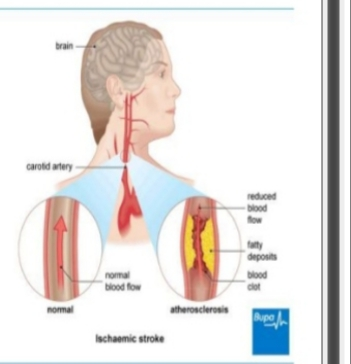 brain
carotid artery
reduced
blood
flow
fatty
deposits
blood
clot
normal
blood flow
normal
atherosclerosis
Bupa
Ischaemic stroke